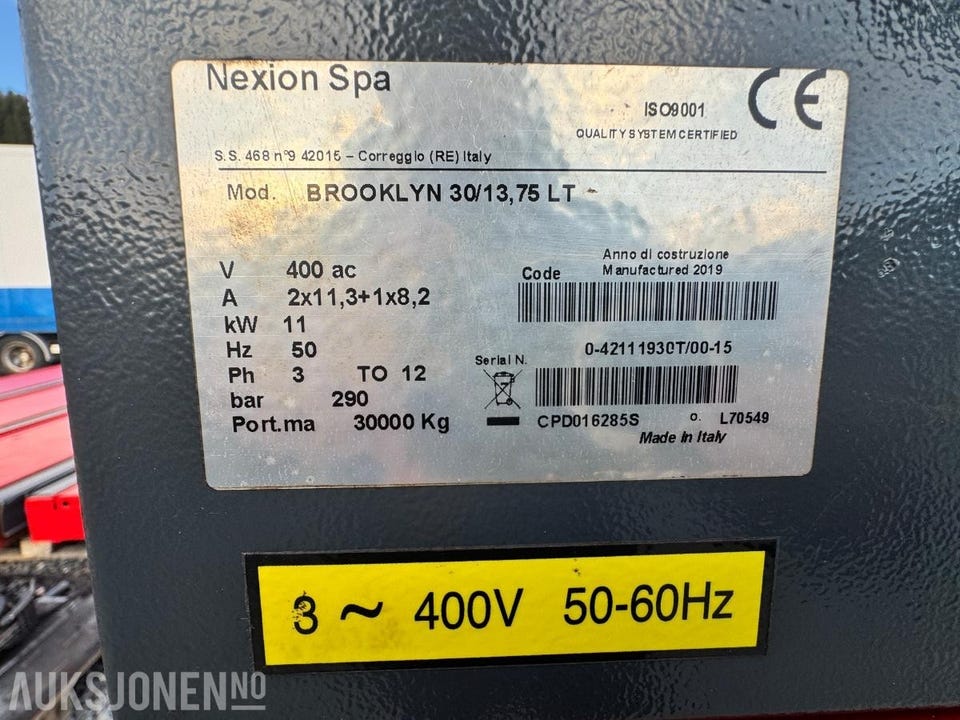 Nexion Spa
ISO9001
CE
QUALITY SYSTEM CERTIFIED
S.S. 468 n°9 42015 – Correggio (RE) Italy
Mod. BROOKLYN 30/13,75 LT
Anno di costruzione
Manufactured 2019
Code
V 400 ac
A 2x11,3+1x8,2
kW 11
Hz 50
Ph 3 TO 12
bar 290
Port.ma 30000 Kg
0-42111930T/00-15
Serial N.
CPD016285S o. L70549
Made in Italy
3 ~ 400V 50-60Hz
AUKSJONEN NO